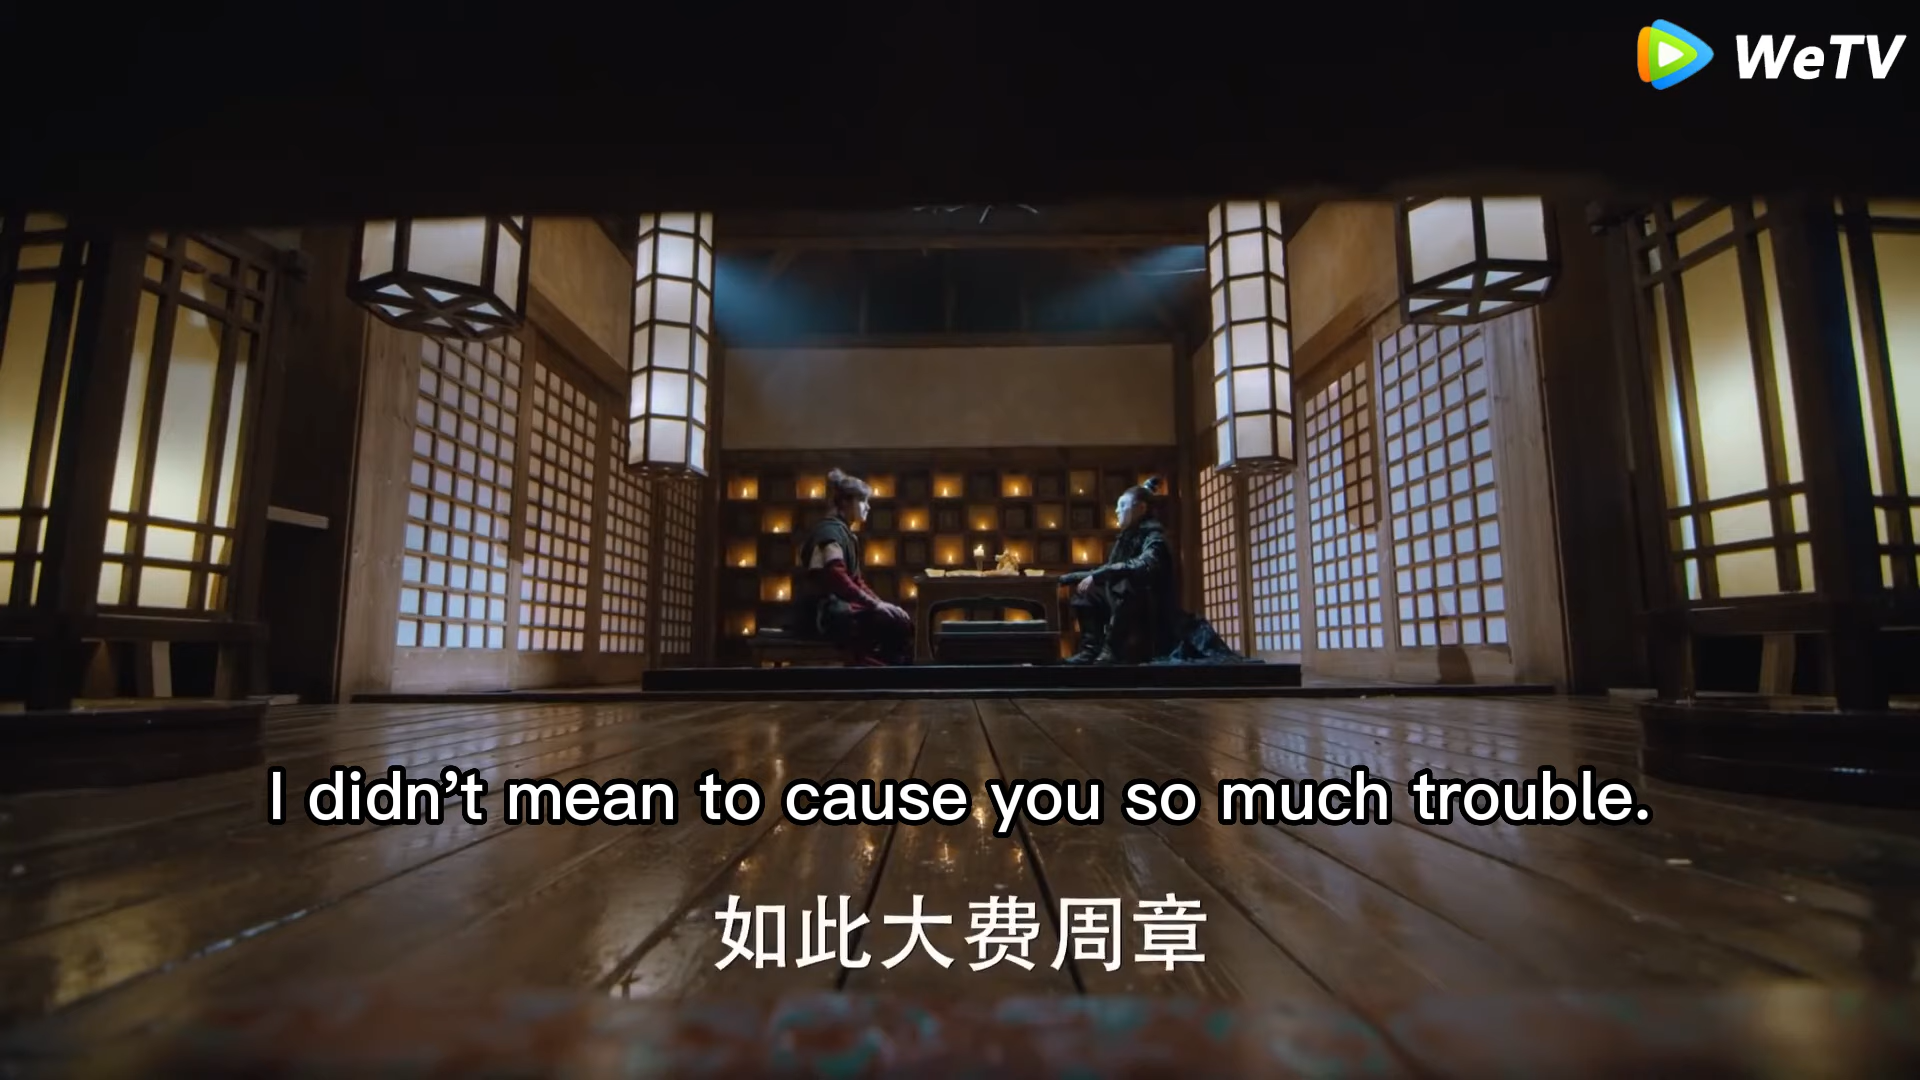 WeTV
I didn’t mean to cause you so much trouble.
如此大费周章